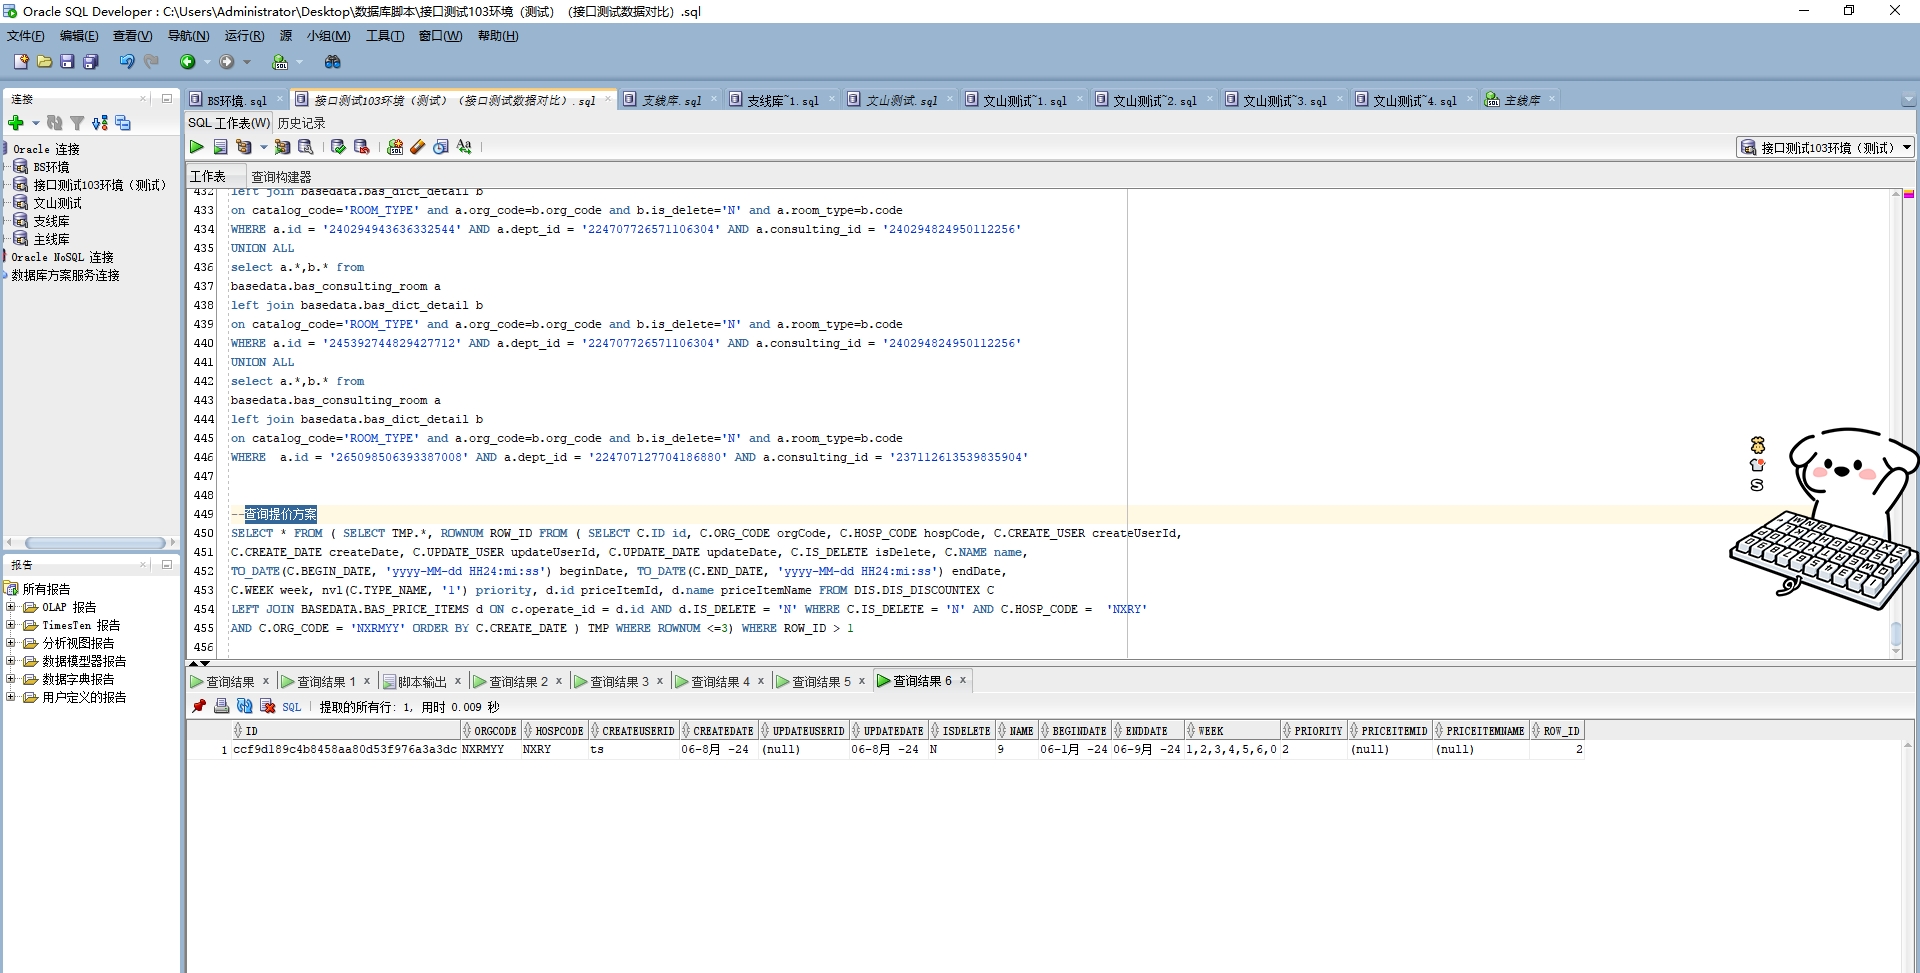 Oracle SQL Developer : C:\Users\Administrator\Desktop\数据库脚本\接口测试103环境（测试）（接口测试数据对比）.sql
文件(F) 编辑(E) 查看(V) 导航(N) 运行(R) 源 小组(M) 工具(T) 窗口(W) 帮助(H)
连接
BS环境.sql 接口测试103环境（测试）（接口测试数据对比）.sql 支线库.sql 支线库~1.sql 文山测试.sql 文山测试~1.sql 文山测试~2.sql 文山测试~3.sql 文山测试~4.sql 主线库
SQL 工作表(W) 历史记录
接口测试103环境（测试）
Oracle 连接
BS环境
接口测试103环境（测试）
文山测试
支线库
主线库
Oracle NoSQL 连接
数据库方案服务连接
报告
所有报告
OLAP 报告
TimesTen 报告
分析视图报告
数据模型器报告
数据字典报告
用户定义的报告
工作表 查询构建器
432 left join basedata.bas_dict_detail b
433 on catalog_code='ROOM_TYPE' and a.org_code=b.org_code and b.is_delete='N' and a.room_type=b.code
434 WHERE a.id = '240294943636332544' AND a.dept_id = '224707726571106304' AND a.consulting_id = '240294824950112256'
435 UNION ALL
436 select a.*,b.* from
437 basedata.bas_consulting_room a
438 left join basedata.bas_dict_detail b
439 on catalog_code='ROOM_TYPE' and a.org_code=b.org_code and b.is_delete='N' and a.room_type=b.code
440 WHERE a.id = '245392744829427712' AND a.dept_id = '224707726571106304' AND a.consulting_id = '240294824950112256'
441 UNION ALL
442 select a.*,b.* from
443 basedata.bas_consulting_room a
444 left join basedata.bas_dict_detail b
445 on catalog_code='ROOM_TYPE' and a.org_code=b.org_code and b.is_delete='N' and a.room_type=b.code
446 WHERE  a.id = '265098506393387008' AND a.dept_id = '224707127704186880' AND a.consulting_id = '237112613539835904'
447
448
449 --查询提价方案
450 SELECT * FROM ( SELECT TMP.*, ROWNUM ROW_ID FROM ( SELECT C.ID id, C.ORG_CODE orgCode, C.HOSP_CODE hospCode, C.CREATE_USER createUserId,
451 C.CREATE_DATE createDate, C.UPDATE_USER updateUserId, C.UPDATE_DATE updateDate, C.IS_DELETE isDelete, C.NAME name,
452 TO_DATE(C.BEGIN_DATE, 'yyyy-MM-dd HH24:mi:ss') beginDate, TO_DATE(C.END_DATE, 'yyyy-MM-dd HH24:mi:ss') endDate,
453 C.WEEK week, nvl(C.TYPE_NAME, '1') priority, d.id priceItemId, d.name priceItemName FROM DIS.DIS_DISCOUNTEX C
454 LEFT JOIN BASEDATA.BAS_PRICE_ITEMS d ON c.operate_id = d.id AND d.IS_DELETE = 'N' WHERE C.IS_DELETE = 'N' AND C.HOSP_CODE =  'NXRY'
455 AND C.ORG_CODE = 'NXRMYY' ORDER BY C.CREATE_DATE ) TMP WHERE ROWNUM <=3) WHERE ROW_ID > 1
456
查询结果 查询结果 1 脚本输出 查询结果 2 查询结果 3 查询结果 4 查询结果 5 查询结果 6
SQL 提取的所有行: 1, 用时 0.009 秒
ID ORGCODE HOSPCODE CREATEUSERID CREATEDATE UPDATEUSERID UPDATEDATE ISDELETE NAME BEGINDATE ENDDATE WEEK PRIORITY PRICEITEMID PRICEITEMNAME ROW_ID
1 ccf9d189c4b8458aa80d53f976a3a3dc NXRMYY NXRY ts 06-8月 -24 (null) 06-8月 -24 N 9 06-1月 -24 06-9月 -24 1,2,3,4,5,6,0 2 (null) (null) 2